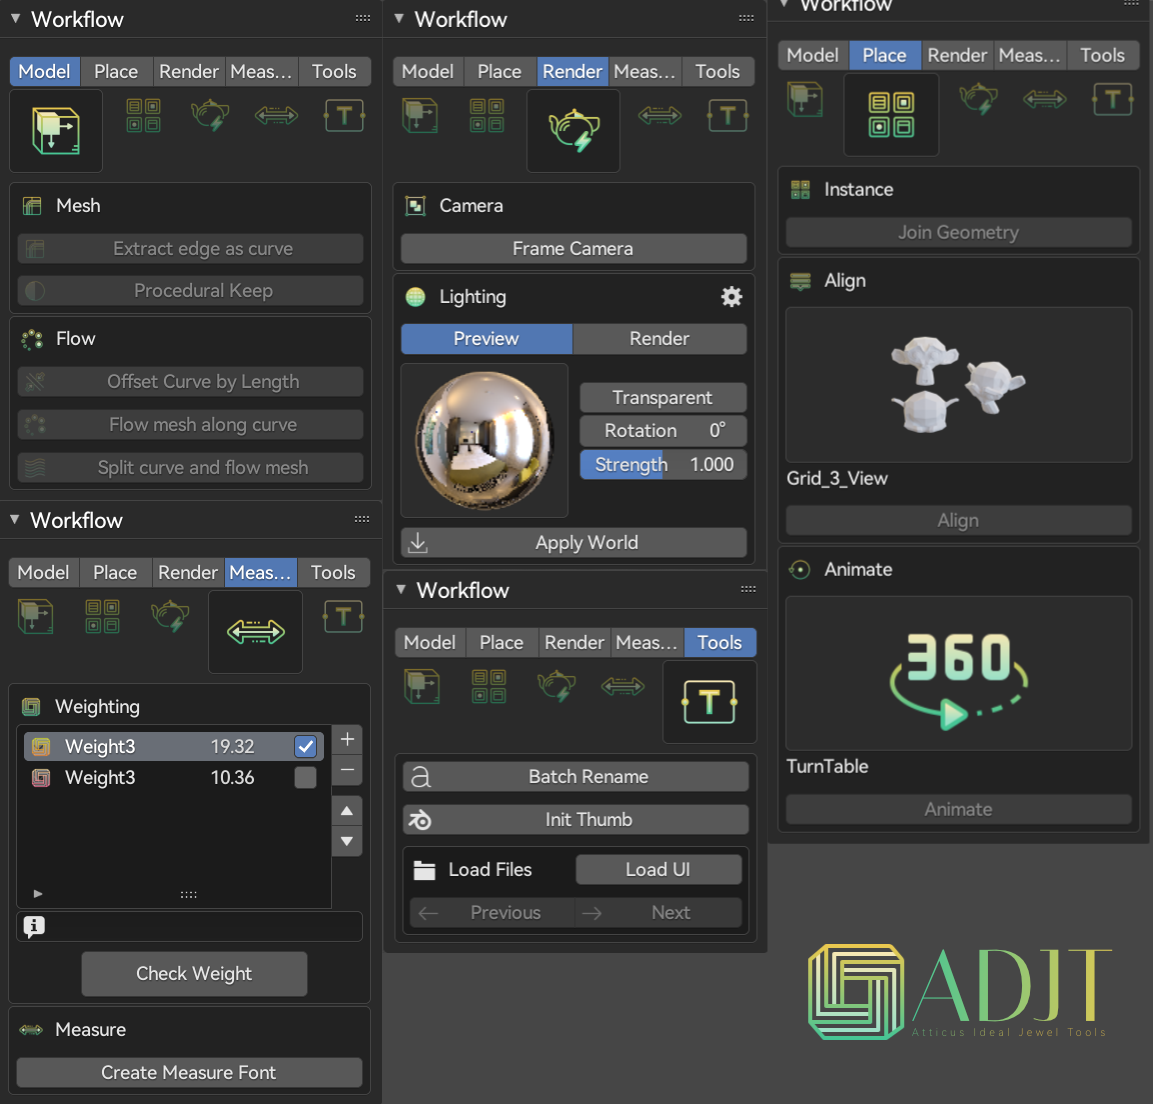 Workflow
Model Place Render Meas... Tools
Mesh
Extract edge as curve
Procedural Keep
Flow
Offset Curve by Length
Flow mesh along curve
Split curve and flow mesh
Workflow
Model Place Render Meas... Tools
T
Weighting
Weight3 19.32
Weight3 10.36
Check Weight
Measure
Create Measure Font
Workflow
Model Place Render Meas... Tools
T
Camera
Frame Camera
Lighting
Preview Render
Transparent
Rotation 0°
Strength 1.000
Apply World
Workflow
Model Place Render Meas... Tools
T
Batch Rename
Init Thumb
Load Files Load UI
Previous Next
Workflow
Model Place Render Meas... Tools
T
Instance
Join Geometry
Align
Grid_3_View
Align
Animate
360
TurnTable
Animate
ADJT
Atticus Ideal Jewel Tools